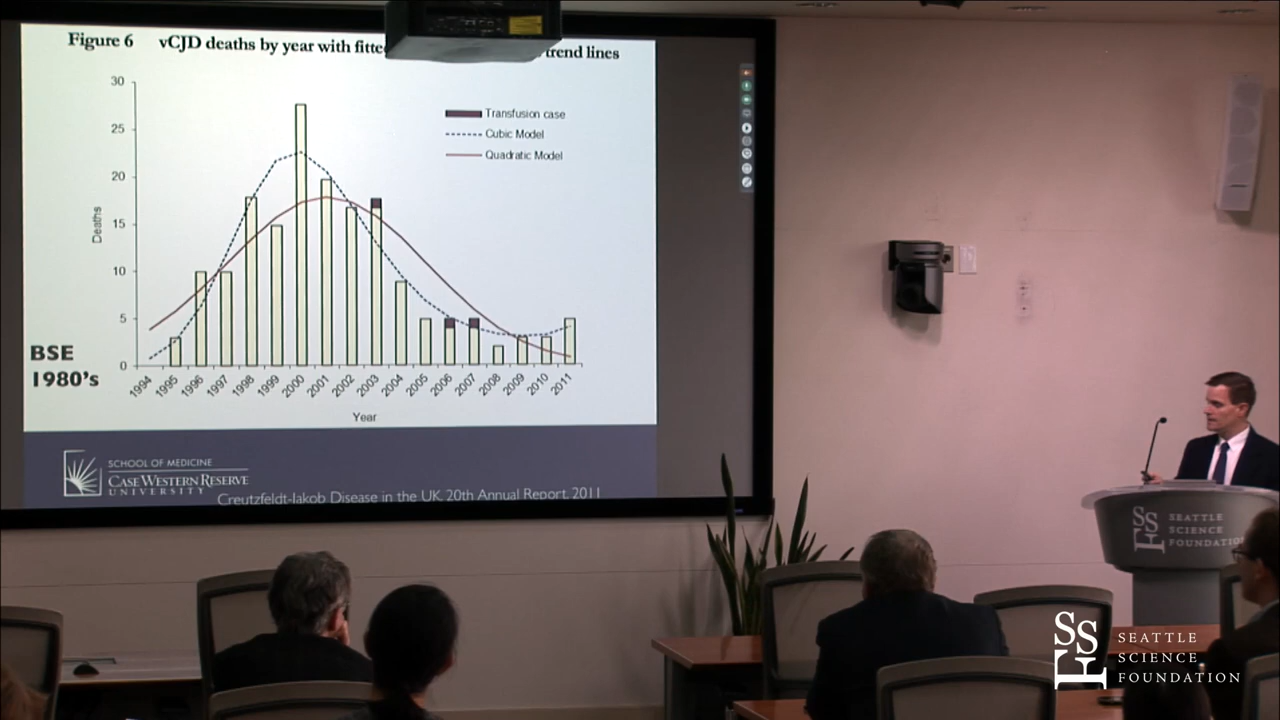 Figure 6 vCJD deaths by year with fitte trend lines
30
25
20
15
10
5
0
Deaths
Transfusion case
Cubic Model
Quadratic Model
1994 1995 1996 1997 1998 1999 2000 2001 2002 2003 2004 2005 2006 2007 2008 2009 2010 2011
Year
BSE
1980's
SCHOOL OF MEDICINE
CASE WESTERN RESERVE
UNIVERSITY
Creutzfeldt-Jakob Disease in the UK, 20th Annual Report, 2011
SSF
SEATTLE
SCIENCE
FOUNDATION
SSF
SEATTLE
SCIENCE
FOUNDATION